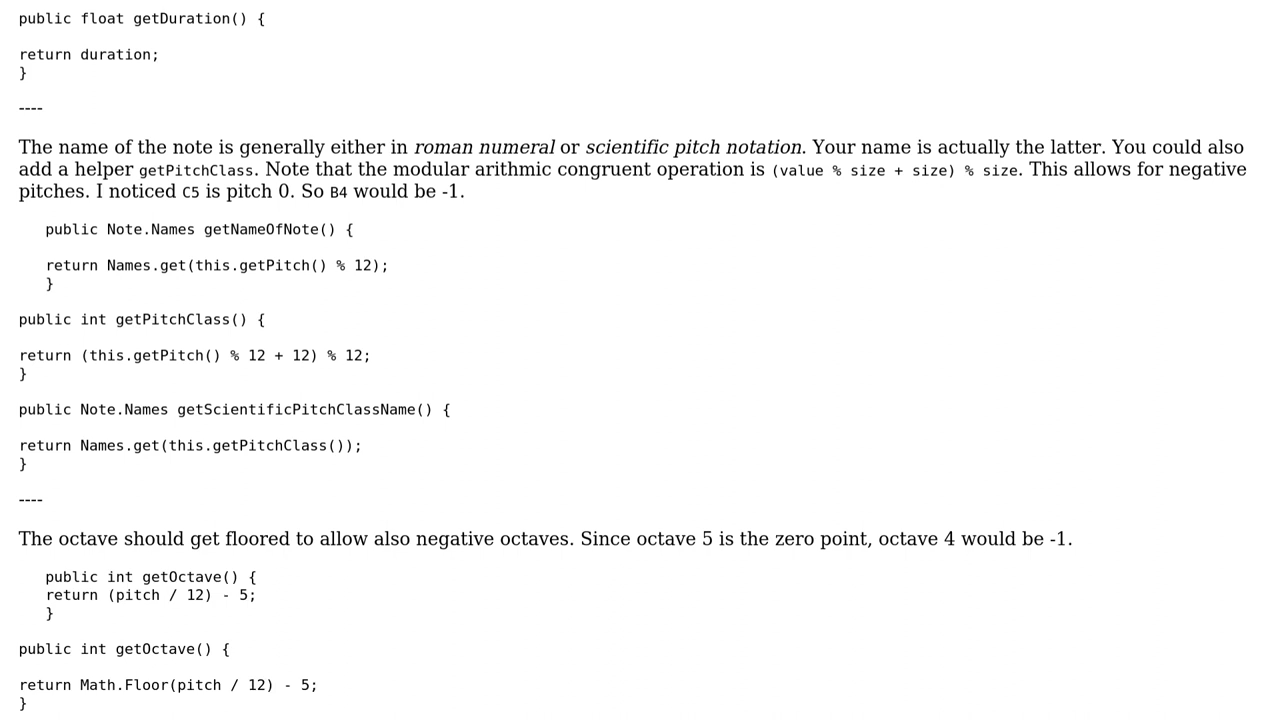 public float getDuration() {
return duration;
}
----
The name of the note is generally either in roman numeral or scientific pitch notation. Your name is actually the latter. You could also
add a helper getPitchClass. Note that the modular arithmic congruent operation is (value % size + size) % size. This allows for negative
pitches. I noticed C5 is pitch 0. So B4 would be -1.
public Note.Names getNameOfNote() {
return Names.get(this.getPitch() % 12);
}
public int getPitchClass() {
return (this.getPitch() % 12 + 12) % 12;
}
public Note.Names getScientificPitchClassName() {
return Names.get(this.getPitchClass());
}
----
The octave should get floored to allow also negative octaves. Since octave 5 is the zero point, octave 4 would be -1.
public int getOctave() {
return (pitch / 12) - 5;
}
public int getOctave() {
return Math.Floor(pitch / 12) - 5;
}